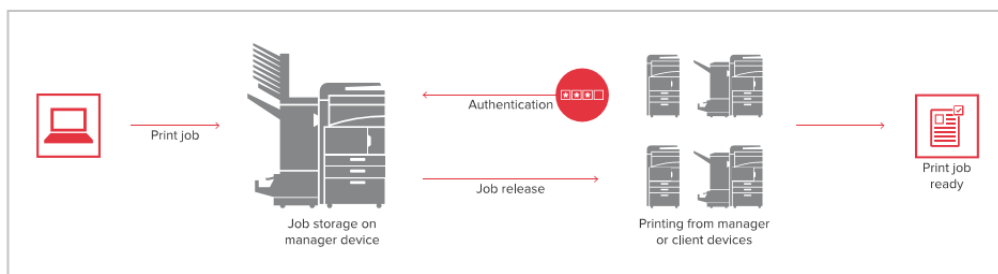 Print job
Authentication
Job release
Job storage on
manager device
Printing from manager
or client devices
Print job
ready